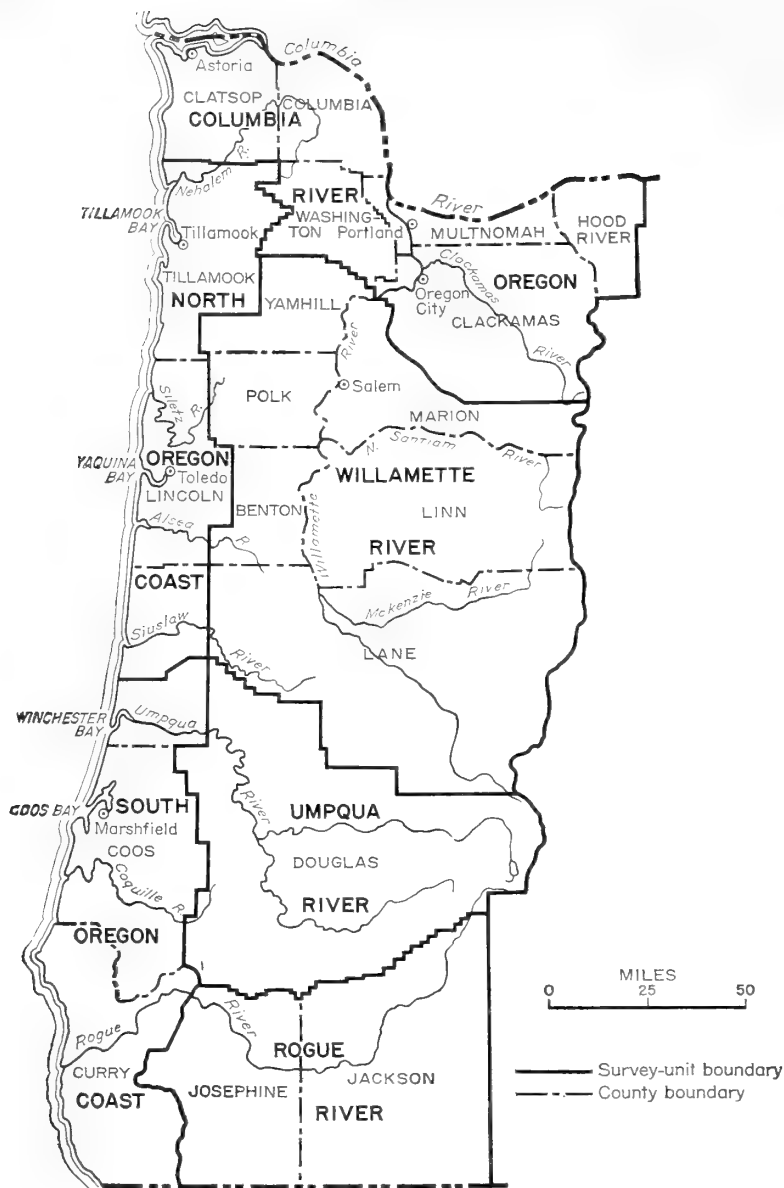 Columbia
Astoria
CLATSOP
COLUMBIA
COLUMBIA
Nehalem R.
RIVER
River
TILLAMOOK
BAY
Tillamook
WASHING-
TON
Portland
MULTNOMAH
HOOD
RIVER
TILLAMOOK
NORTH
Clackamas
OREGON
Oregon
City
YAMHILL
CLACKAMAS
River
River
POLK
Salem
Siletz R.
MARION
YAQUINA
BAY
OREGON
Toledo
LINCOLN
N. Santiam
River
WILLAMETTE
BENTON
LINN
Alsea R.
Willamette
RIVER
COAST
McKenzie River
Siuslaw
River
LANE
WINCHESTER
BAY
Umpqua
River
COOS BAY
SOUTH
Marshfield
COOS
UMPQUA
DOUGLAS
Coquille R.
RIVER
OREGON
MILES
0 25 50
Rogue
River
ROGUE
CURRY
COAST
JOSEPHINE
JACKSON
RIVER
Survey-unit boundary
County boundary